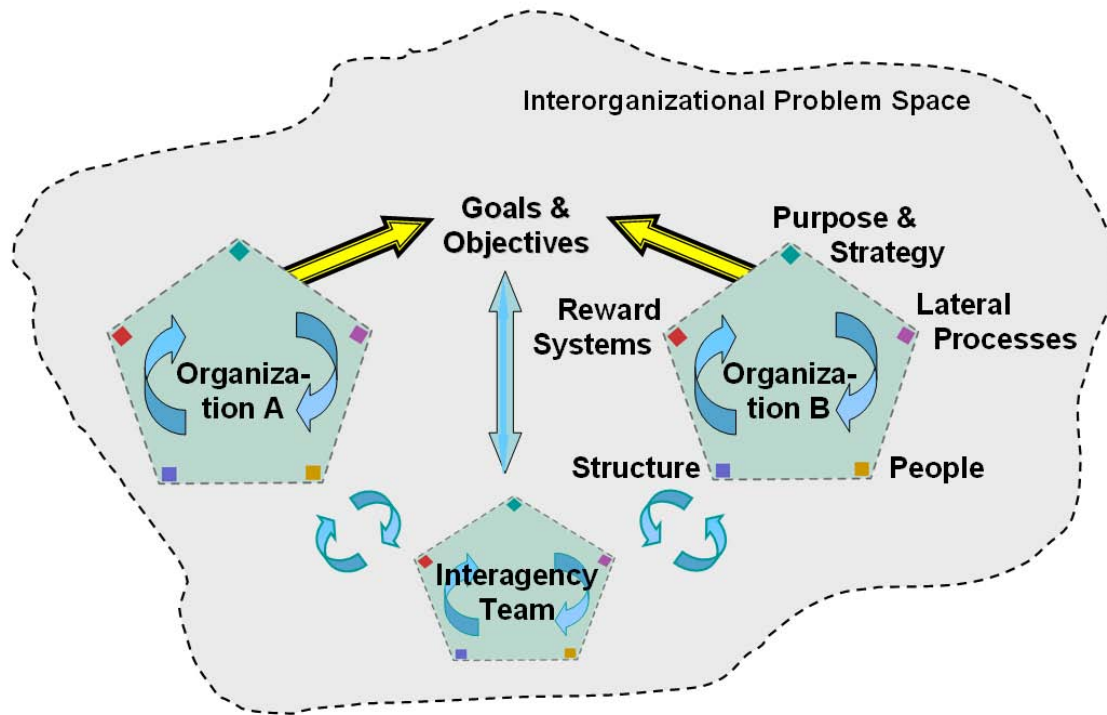 Interorganizational Problem Space
Goals &
Objectives
Purpose &
Strategy
Reward
Systems
Lateral
Processes
Organiza-
tion A
Organiza-
tion B
Structure
People
Interagency
Team